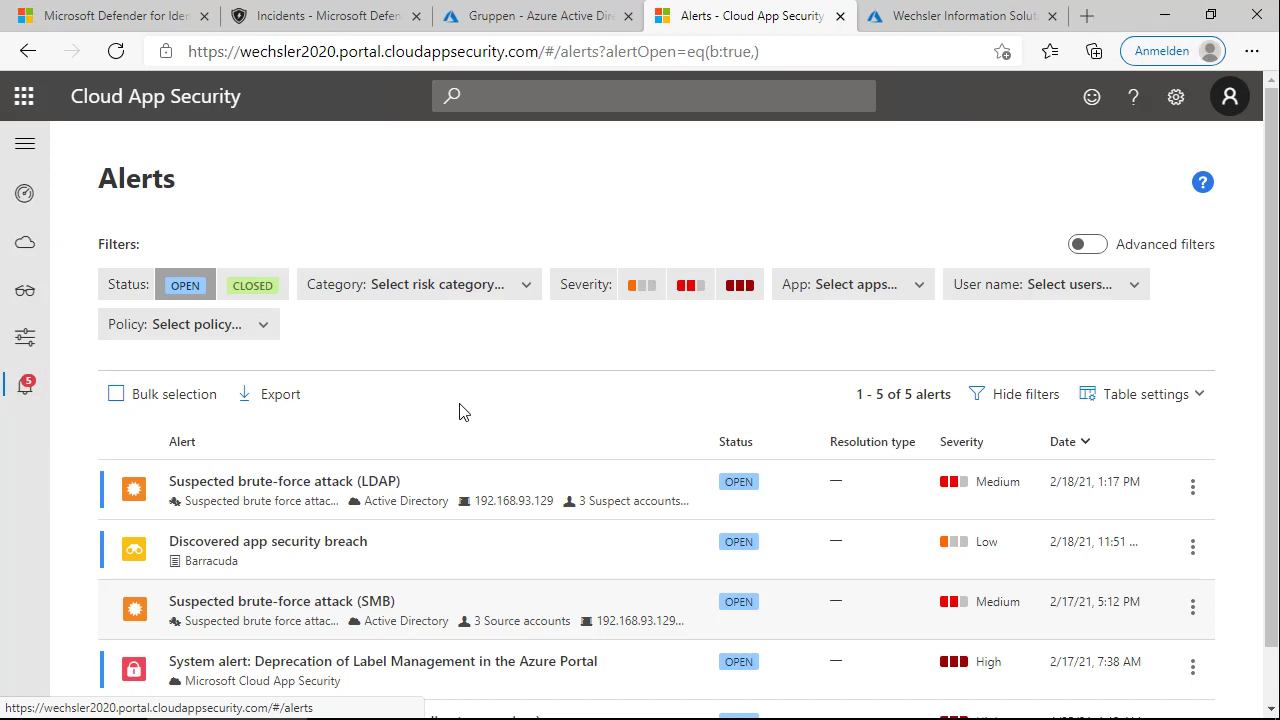 Microsoft Defender for Ide
Incidents - Microsoft Defe
Gruppen - Azure Active Dir
Alerts - Cloud App Security
Wechsler Information Solut
https://wechsler2020.portal.cloudappsecurity.com/#/alerts?alertOpen=eq(b:true,)
Anmelden
Cloud App Security
Alerts
Filters:
Advanced filters
Status: OPEN CLOSED
Category: Select risk category...
Severity:
App: Select apps...
User name: Select users...
Policy: Select policy...
5
Bulk selection
Export
1 - 5 of 5 alerts
Hide filters
Table settings
Alert Status Resolution type Severity Date
Suspected brute-force attack (LDAP) OPEN — Medium 2/18/21, 1:17 PM
Suspected brute force attac... Active Directory 192.168.93.129 3 Suspect accounts...
Discovered app security breach OPEN — Low 2/18/21, 11:51 ...
Barracuda
Suspected brute-force attack (SMB) OPEN — Medium 2/17/21, 5:12 PM
Suspected brute force attac... Active Directory 3 Source accounts 192.168.93.129...
System alert: Deprecation of Label Management in the Azure Portal OPEN — High 2/17/21, 7:38 AM
Microsoft Cloud App Security
https://wechsler2020.portal.cloudappsecurity.com/#/alerts